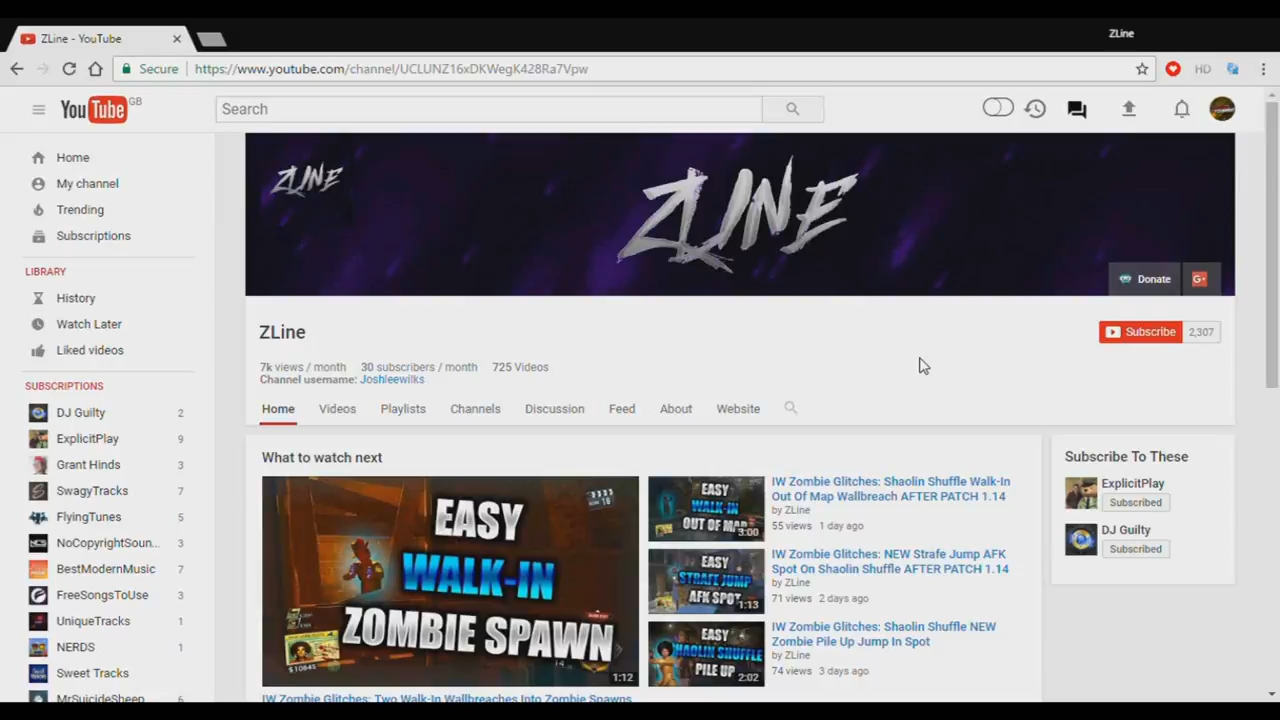 ZLine - YouTube
ZLine
Secure
https://www.youtube.com/channel/UCLUNZ16xDKWegK428Ra7Vpw
HD
YouTube GB
Search
Home
My channel
Trending
Subscriptions
LIBRARY
History
Watch Later
Liked videos
SUBSCRIPTIONS
DJ Guilty 2
ExplicitPlay 9
Grant Hinds 3
SwagyTracks 7
FlyingTunes 5
NoCopyrightSoun... 3
BestModernMusic 7
FreeSongsToUse 3
UniqueTracks 1
NERDS 1
Sweet Tracks
MrSuicideSheep 6
ZLINE
ZLINE
Donate
G+
ZLine
Subscribe 2,307
7k views / month 30 subscribers / month 725 Videos
Channel username: Joshleewilks
Home Videos Playlists Channels Discussion Feed About Website
What to watch next
EASY
WALK-IN
ZOMBIE SPAWN
1:12
IW Zombie Glitches: Two Walk-In Wallbreaches Into Zombie Spawns
EASY
WALK-IN
OUT OF MAP
3:00
IW Zombie Glitches: Shaolin Shuffle Walk-In
Out Of Map Wallbreach AFTER PATCH 1.14
by ZLine
55 views 1 day ago
EASY
STRAFE JUMP
AFK SPOT
1:13
IW Zombie Glitches: NEW Strafe Jump AFK
Spot On Shaolin Shuffle AFTER PATCH 1.14
by ZLine
71 views 2 days ago
EASY
SHAOLIN SHUFFLE
PILE UP
2:02
IW Zombie Glitches: Shaolin Shuffle NEW
Zombie Pile Up Jump In Spot
by ZLine
74 views 3 days ago
Subscribe To These
ExplicitPlay
Subscribed
DJ Guilty
Subscribed